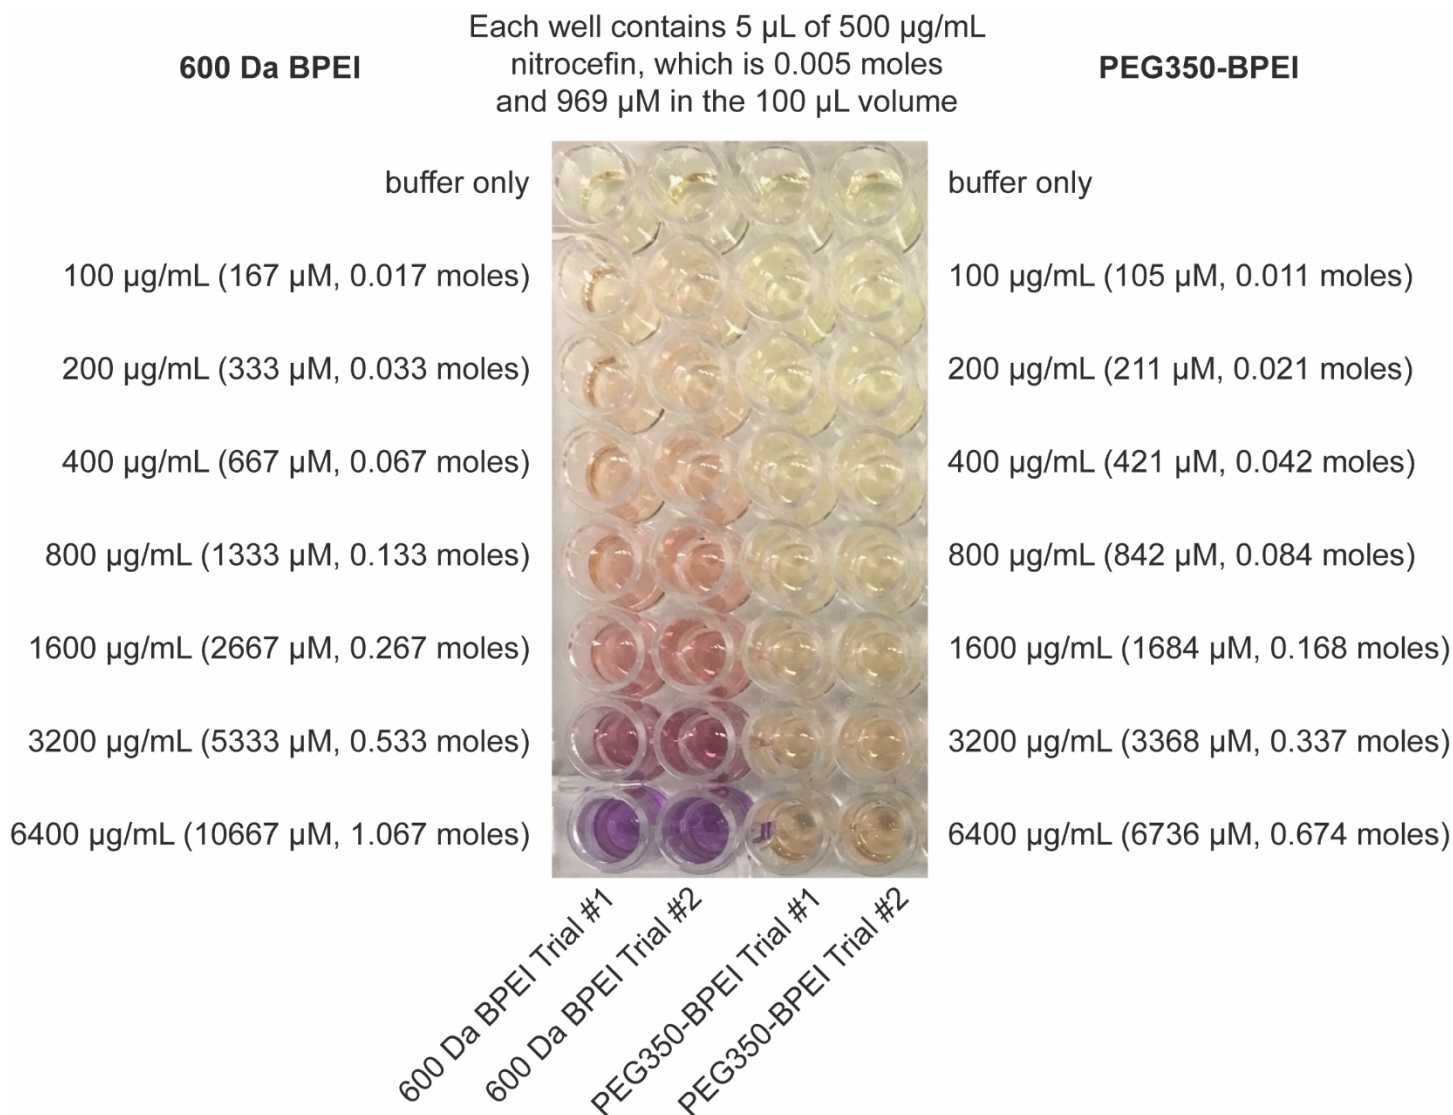 600 Da BPEI
Each well contains 5 µL of 500 µg/mL
nitrocefin, which is 0.005 moles
and 969 µM in the 100 µL volume
PEG350-BPEI
buffer only
buffer only
100 µg/mL (167 µM, 0.017 moles)
100 µg/mL (105 µM, 0.011 moles)
200 µg/mL (333 µM, 0.033 moles)
200 µg/mL (211 µM, 0.021 moles)
400 µg/mL (667 µM, 0.067 moles)
400 µg/mL (421 µM, 0.042 moles)
800 µg/mL (1333 µM, 0.133 moles)
800 µg/mL (842 µM, 0.084 moles)
1600 µg/mL (2667 µM, 0.267 moles)
1600 µg/mL (1684 µM, 0.168 moles)
3200 µg/mL (5333 µM, 0.533 moles)
3200 µg/mL (3368 µM, 0.337 moles)
6400 µg/mL (10667 µM, 1.067 moles)
6400 µg/mL (6736 µM, 0.674 moles)
600 Da BPEI Trial #1
600 Da BPEI Trial #2
PEG350-BPEI Trial #1
PEG350-BPEI Trial #2